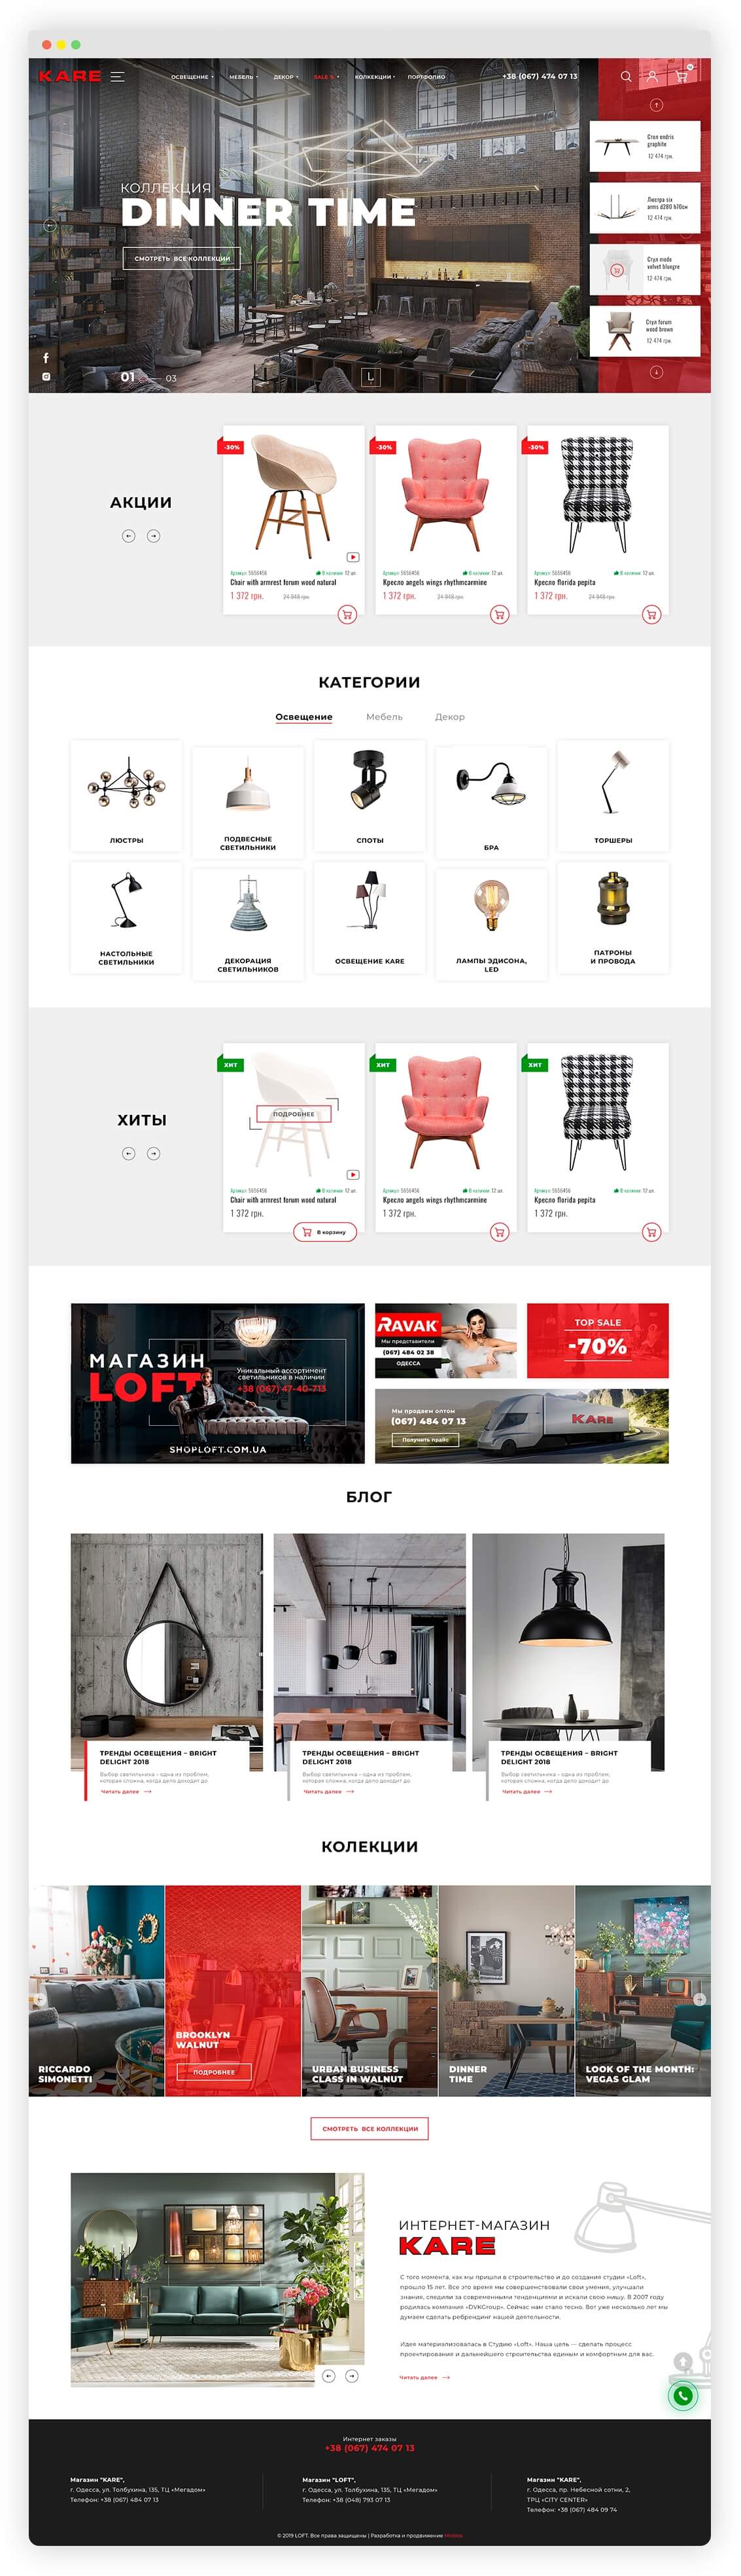 KARE
ОСВЕЩЕНИЕ
МЕБЕЛЬ
ДЕКОР
SALE %
КОЛЛЕКЦИИ
ПОРТФОЛИО
+38 (067) 474 07 13
КОЛЛЕКЦИЯ
DINNER TIME
СМОТРЕТЬ ВСЕ КОЛЛЕКЦИИ
01
03
L
Стол endris
graphite
12 474 грн.
Люстра six
arms d280 h70см
12 474 грн.
Стул mode
velvet bluegre
12 474 грн.
Стул forum
wood brown
12 474 грн.
АКЦИИ
-30%
Артикул: 5656456
В наличии: 12 шт.
Chair with armrest forum wood natural
1 372 грн.
24 948 грн.
-30%
Артикул: 5656456
В наличии: 12 шт.
Кресло angels wings rhythmcarmine
1 372 грн.
24 948 грн.
-30%
Артикул: 5656456
В наличии: 12 шт.
Кресло florida pepita
1 372 грн.
24 948 грн.
КАТЕГОРИИ
Освещение
Мебель
Декор
ЛЮСТРЫ
ПОДВЕСНЫЕ
СВЕТИЛЬНИКИ
СПОТЫ
БРА
ТОРШЕРЫ
НАСТОЛЬНЫЕ
СВЕТИЛЬНИКИ
ДЕКОРАЦИЯ
СВЕТИЛЬНИКОВ
ОСВЕЩЕНИЕ KARE
ЛАМПЫ ЭДИСОНА,
LED
ПАТРОНЫ
И ПРОВОДА
ХИТЫ
ХИТ
ПОДРОБНЕЕ
Артикул: 5656456
В наличии: 12 шт.
Chair with armrest forum wood natural
1 372 грн.
В корзину
ХИТ
Артикул: 5656456
В наличии: 12 шт.
Кресло angels wings rhythmcarmine
1 372 грн.
ХИТ
Артикул: 5656456
В наличии: 12 шт.
Кресло florida pepita
1 372 грн.
МАГАЗИН
LOFT
Уникальный ассортимент
светильников в наличии
+38 (067) 47-40-713
SHOPLOFT.COM.UA
RAVAK
Мы представители
(067) 484 02 38
ОДЕССА
TOP SALE
-70%
Мы продаем оптом
(067) 484 07 13
Получить прайс
KARE
БЛОГ
ТРЕНДЫ ОСВЕЩЕНИЯ – BRIGHT
DELIGHT 2018
Выбор светильника – одна из проблем,
которая сложна, когда дело доходит до
Читать далее
ТРЕНДЫ ОСВЕЩЕНИЯ – BRIGHT
DELIGHT 2018
Выбор светильника – одна из проблем,
которая сложна, когда дело доходит до
Читать далее
ТРЕНДЫ ОСВЕЩЕНИЯ – BRIGHT
DELIGHT 2018
Выбор светильника – одна из проблем,
которая сложна, когда дело доходит до
Читать далее
КОЛЕКЦИИ
RICCARDO
SIMONETTI
BROOKLYN
WALNUT
ПОДРОБНЕЕ
URBAN BUSINESS
CLASS IN WALNUT
DINNER
TIME
LOOK OF THE MONTH:
VEGAS GLAM
СМОТРЕТЬ ВСЕ КОЛЛЕКЦИИ
ИНТЕРНЕТ-МАГАЗИН
KARE
С того момента, как мы пришли в строительство и до создания студии «Loft»,
прошло 15 лет. Все это время мы совершенствовали свои умения, улучшали
знания, следили за современными тенденциями и искали свою нишу. В 2007 году
родилась компания «DVKGroup». Сейчас нам стало тесно. Вот уже несколько лет мы
думаем сделать ребрендинг нашей деятельности.
Идея материализовалась в Студию «Loft». Наша цель — сделать процесс
проектирования и дальнейшего строительства единым и комфортным для вас.
Читать далее
Интернет заказы
+38 (067) 474 07 13
Магазин "KARE",
г. Одесса, ул. Толбухина, 135, ТЦ «Мегадом»
Телефон: +38 (067) 484 07 13
Магазин "LOFT",
г. Одесса, ул. Толбухина, 135, ТЦ «Мегадом»
Телефон: +38 (048) 793 07 13
Магазин "KARE",
г. Одесса, пр. Небесной сотни, 2,
ТРЦ «CITY CENTER»
Телефон: +38 (067) 484 09 74
© 2019 LOFT. Все права защищены | Разработка и продвижение